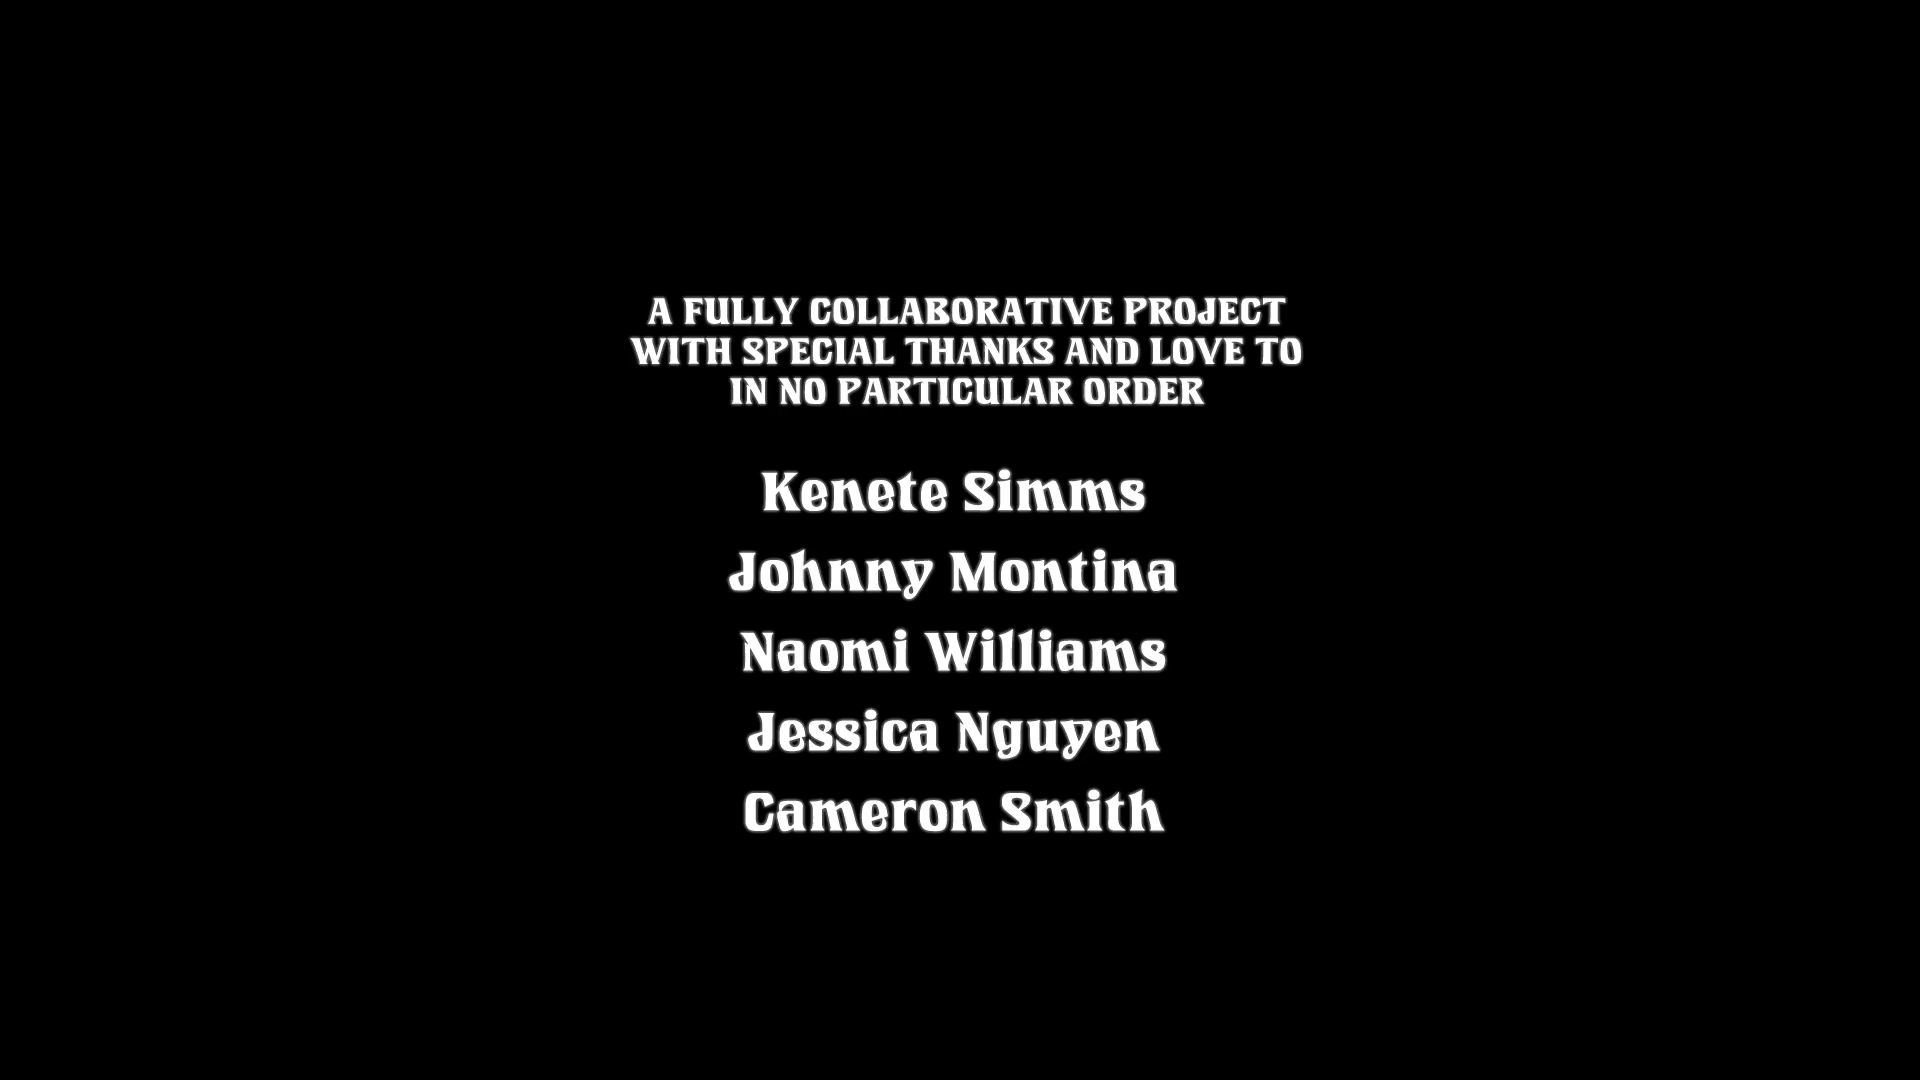 A FULLY COLLABORATIVE PROJECT
WITH SPECIAL THANKS AND LOVE TO
IN NO PARTICULAR ORDER
Kenete Simms
Johnny Montina
Naomi Williams
Jessica Nguyen
Cameron Smith